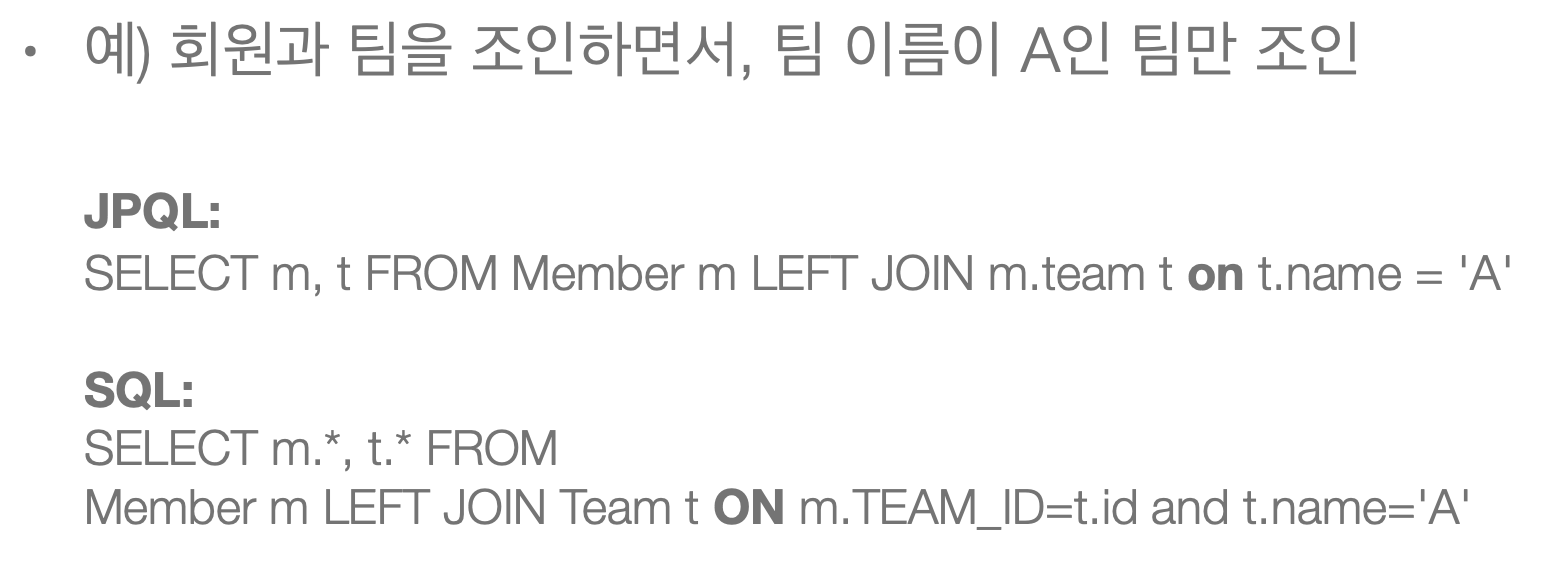 • 예) 회원과 팀을 조인하면서, 팀 이름이 A인 팀만 조인
JPQL:
SELECT m, t FROM Member m LEFT JOIN m.team t on t.name = 'A'
SQL:
SELECT m.*, t.* FROM
Member m LEFT JOIN Team t ON m.TEAM_ID=t.id and t.name='A'